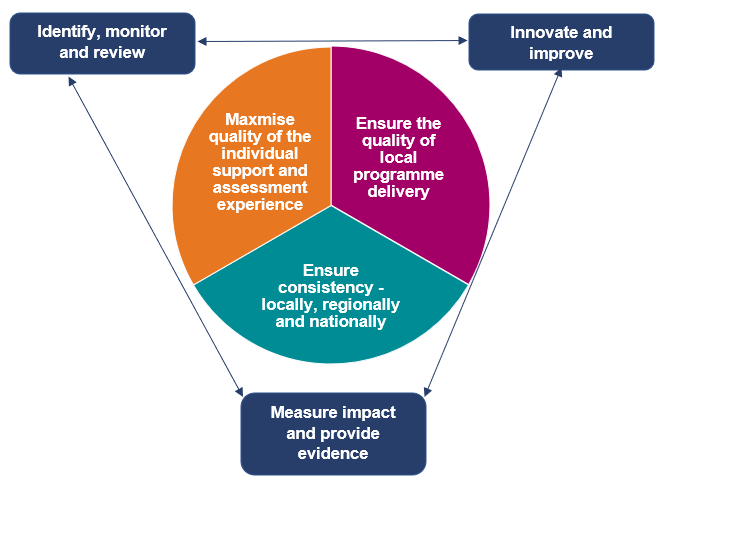 Identify, monitor
and review
Innovate and
improve
Maxmise
quality of the
individual
support and
assessment
experience
Ensure the
quality of
local
programme
delivery
Ensure
consistency -
locally, regionally
and nationally
Measure impact
and provide
evidence